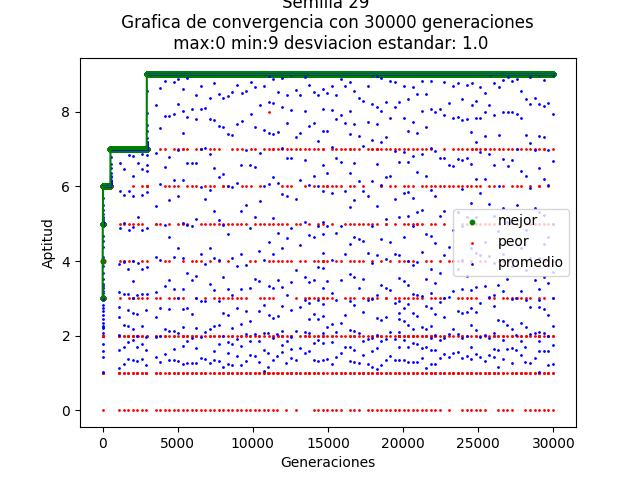 Semilla 29
Grafica de convergencia con 30000 generaciones
max:0 min:9 desviacion estandar: 1.0
8
6
4
2
0
Aptitud
mejor
peor
promedio
0 5000 10000 15000 20000 25000 30000
Generaciones